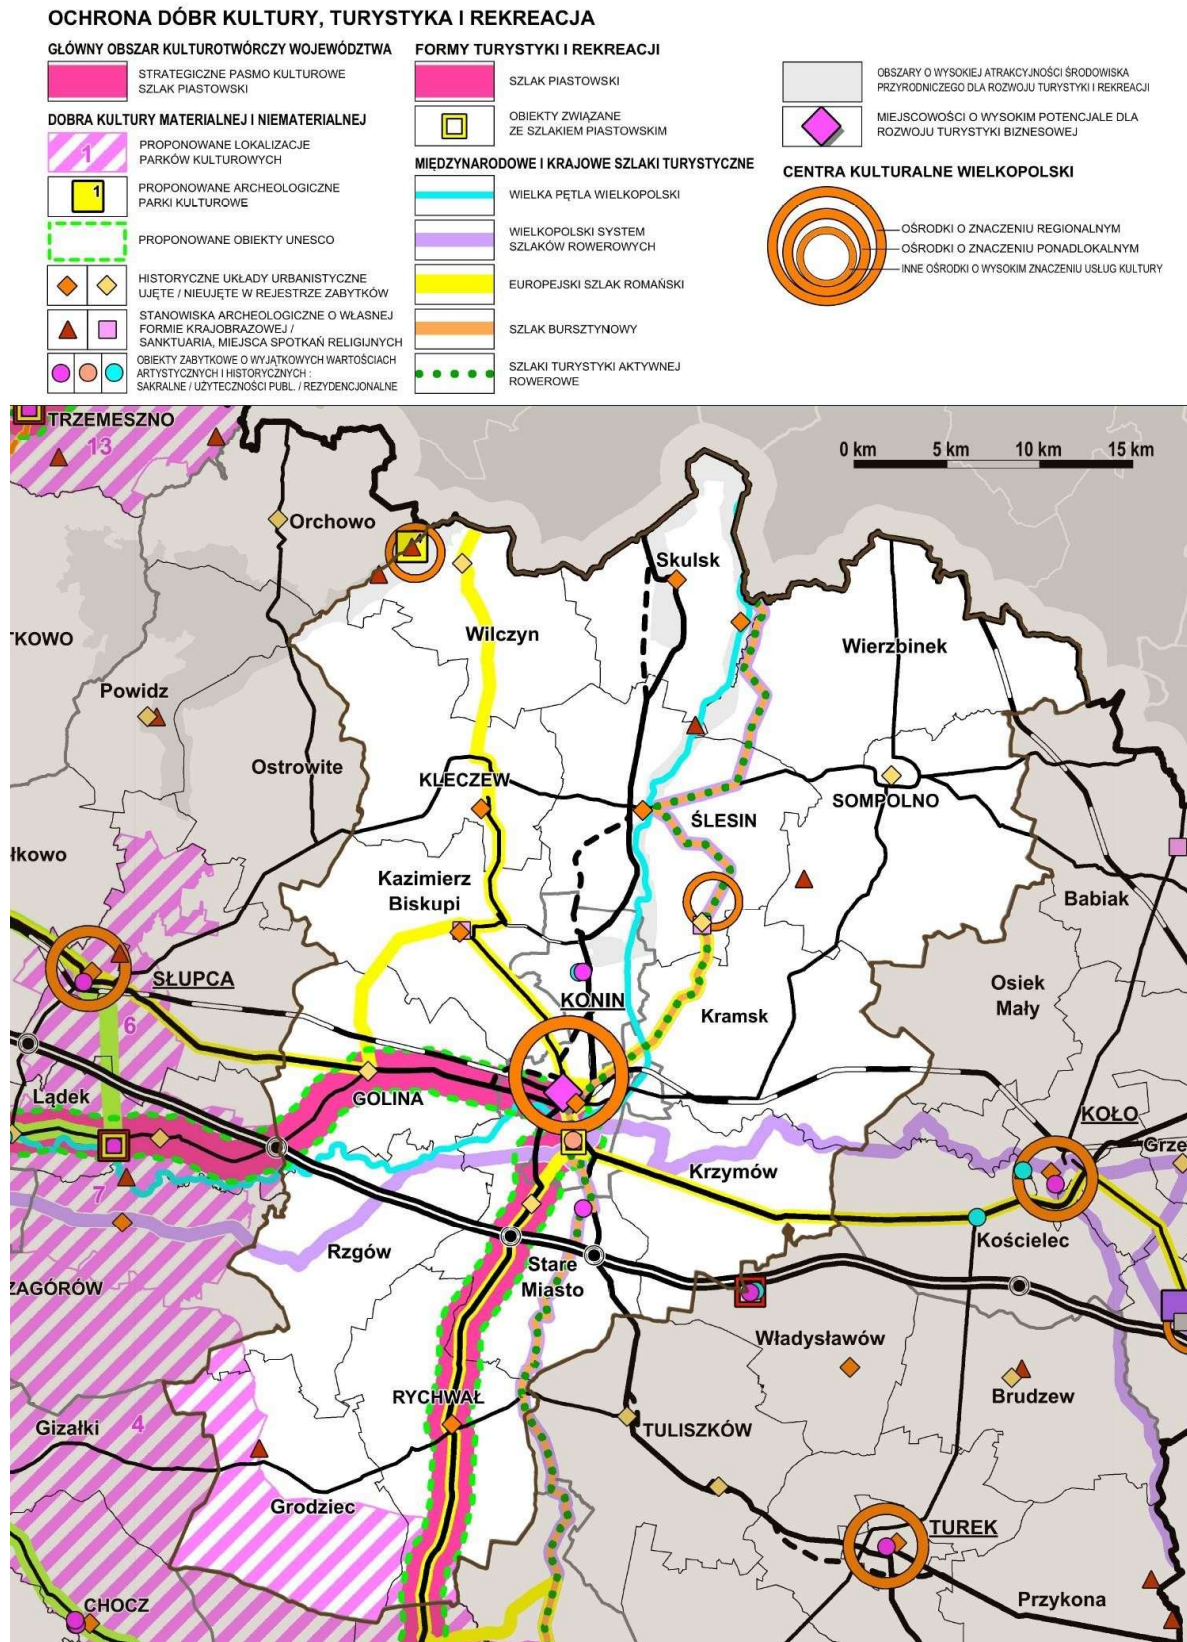 OCHRONA DÓBR KULTURY, TURYSTYKA I REKREACJA
GŁÓWNY OBSZAR KULTUROTWÓRCZY WOJEWÓDZTWA
STRATEGICZNE PASMO KULTUROWE
SZLAK PIASTOWSKI
DOBRA KULTURY MATERIALNEJ I NIEMATERIALNEJ
1
PROPONOWANE LOKALIZACJE
PARKÓW KULTUROWYCH
1
PROPONOWANE ARCHEOLOGICZNE
PARKI KULTUROWE
PROPONOWANE OBIEKTY UNESCO
HISTORYCZNE UKŁADY URBANISTYCZNE
UJĘTE / NIEUJĘTE W REJESTRZE ZABYTKÓW
STANOWISKA ARCHEOLOGICZNE O WŁASNEJ
FORMIE KRAJOBRAZOWEJ /
SANKTUARIA, MIEJSCA SPOTKAŃ RELIGIJNYCH
OBIEKTY ZABYTKOWE O WYJĄTKOWYCH WARTOŚCIACH
ARTYSTYCZNYCH I HISTORYCZNYCH :
SAKRALNE / UŻYTECZNOŚCI PUBL. / REZYDENCJONALNE
FORMY TURYSTYKI I REKREACJI
SZLAK PIASTOWSKI
OBIEKTY ZWIĄZANE
ZE SZLAKIEM PIASTOWSKIM
MIĘDZYNARODOWE I KRAJOWE SZLAKI TURYSTYCZNE
WIELKA PĘTLA WIELKOPOLSKI
WIELKOPOLSKI SYSTEM
SZLAKÓW ROWEROWYCH
EUROPEJSKI SZLAK ROMAŃSKI
SZLAK BURSZTYNOWY
SZLAKI TURYSTYKI AKTYWNEJ
ROWEROWE
OBSZARY O WYSOKIEJ ATRAKCYJNOŚCI ŚRODOWISKA
PRZYRODNICZEGO DLA ROZWOJU TURYSTYKI I REKREACJI
MIEJSCOWOŚCI O WYSOKIM POTENCJALE DLA
ROZWOJU TURYSTYKI BIZNESOWEJ
CENTRA KULTURALNE WIELKOPOLSKI
OŚRODKI O ZNACZENIU REGIONALNYM
OŚRODKI O ZNACZENIU PONADLOKALNYM
INNE OŚRODKI O WYSOKIM ZNACZENIU USŁUG KULTURY
TRZEMESZNO
13
0 km 5 km 10 km 15 km
Orchowo
Skulsk
Wilczyn
TKOWO
Wierzbinek
Powidz
Ostrowite
KLECZEW
SOMPOLNO
ŚLESIN
łkowo
Kazimierz
Biskupi
Babiak
SŁUPCA
Osiek
Mały
KONIN
Kramsk
6
Lądek
GOLINA
KOŁO
Grze
Krzymów
7
Kościelec
Rzgów
Stare
Miasto
ZAGÓRÓW
Władysławów
Brudzew
RYCHWAŁ
Gizałki
4
TULISZKÓW
Grodziec
TUREK
Przykona
CHOCZ